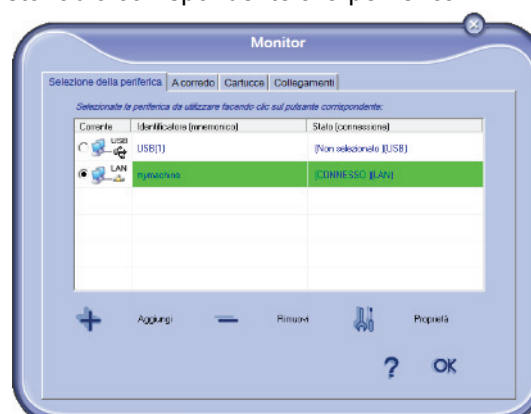 Monitor
Selezione della periferica A corredo Cartucce Collegamenti
Selezionate la periferica da utilizzare facendo clic sul pulsante corrispondente:
Corrente Identificatore (mnemonico) Stato (connessione)
USB USB(1) (Non selezionato )(USB)
LAN mymachine (CONNESSO )(LAN)
Aggiungi Rimuovi Proprietà
? OK